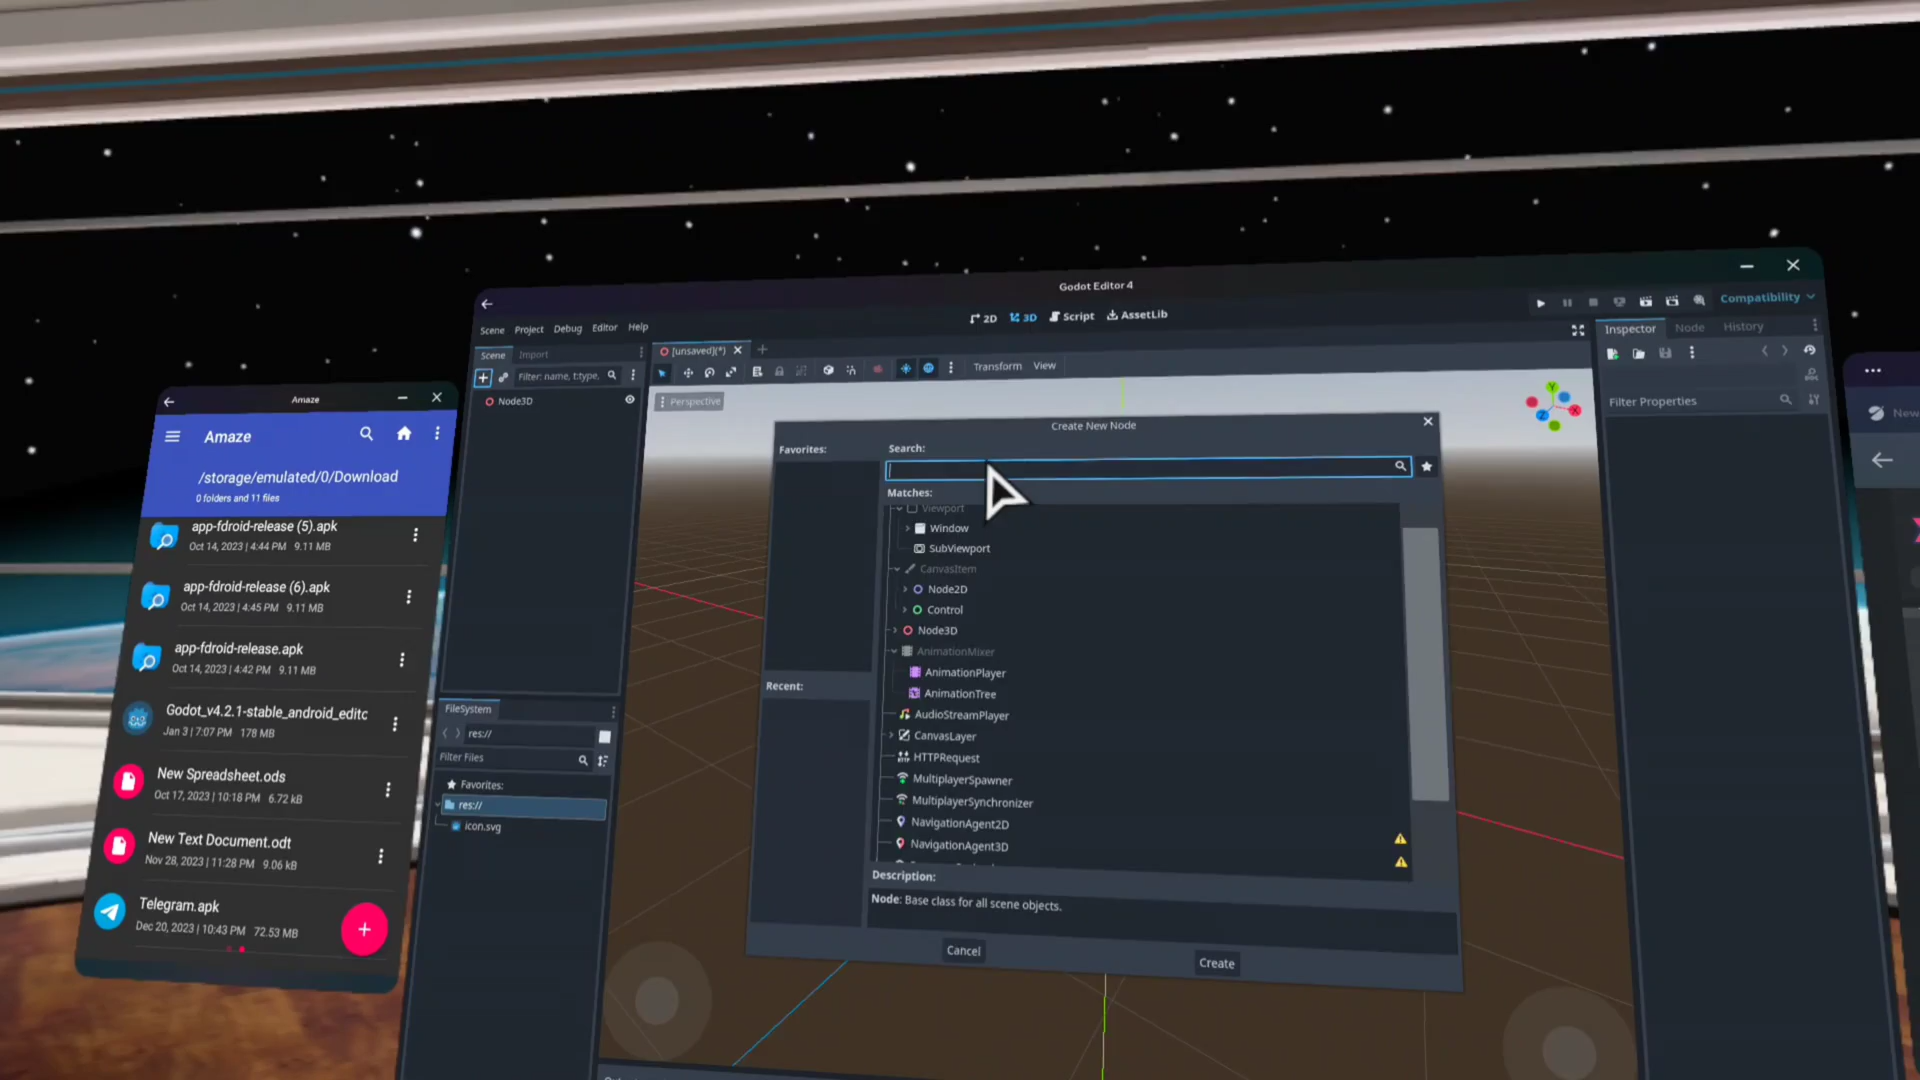 Amaze
Amaze
/storage/emulated/0/Download
0 folders and 11 files
app-fdroid-release (5).apk
Oct 14, 2023 | 4:44 PM 9.11 MB
app-fdroid-release (6).apk
Oct 14, 2023 | 4:45 PM 9.11 MB
app-fdroid-release.apk
Oct 14, 2023 | 4:42 PM 9.11 MB
Godot_v4.2.1-stable_android_editc
Jan 3 | 7:07 PM 178 MB
New Spreadsheet.ods
Oct 17, 2023 | 10:18 PM 6.72 kB
New Text Document.odt
Nov 28, 2023 | 11:28 PM 9.06 kB
Telegram.apk
Dec 20, 2023 | 10:43 PM 72.53 MB
Godot Editor 4
Scene Project Debug Editor Help
2D 3D Script AssetLib
Compatibility
Scene Import
Filter: name, t:type,
Node3D
FileSystem
res://
Filter Files
Favorites:
res://
icon.svg
[unsaved](*)
Transform View
Perspective
Y
X
Z
Create New Node
Favorites:
Recent:
Search:
Matches:
Viewport
Window
SubViewport
CanvasItem
Node2D
Control
Node3D
AnimationMixer
AnimationPlayer
AnimationTree
AudioStreamPlayer
CanvasLayer
HTTPRequest
MultiplayerSpawner
MultiplayerSynchronizer
NavigationAgent2D
NavigationAgent3D
Description:
Node: Base class for all scene objects.
Cancel
Create
Inspector Node History
Filter Properties
New